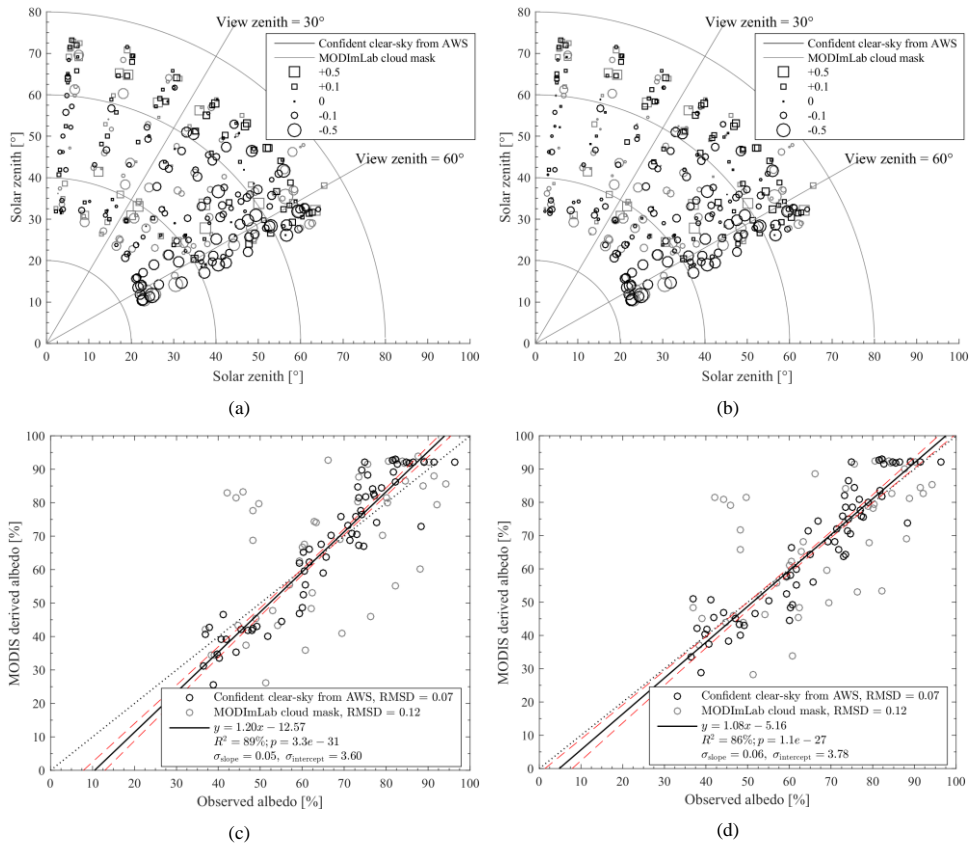 80
70
60
50
40
30
20
10
0
Solar zenith [°]
0 10 20 30 40 50 60 70 80 90 100
Solar zenith [°]
View zenith = 30°
View zenith = 60°
Confident clear-sky from AWS
MODImLab cloud mask
+0.5
+0.1
0
-0.1
-0.5
(a)
80
70
60
50
40
30
20
10
0
Solar zenith [°]
0 10 20 30 40 50 60 70 80 90 100
Solar zenith [°]
View zenith = 30°
View zenith = 60°
Confident clear-sky from AWS
MODImLab cloud mask
+0.5
+0.1
0
-0.1
-0.5
(b)
100
90
80
70
60
50
40
30
20
10
0
MODIS derived albedo [%]
Confident clear-sky from AWS, RMSD = 0.07
MODImLab cloud mask, RMSD = 0.12
y = 1.20x − 12.57
R² = 89%; p = 3.3e − 31
σslope = 0.05, σintercept = 3.60
0 10 20 30 40 50 60 70 80 90 100
Observed albedo [%]
(c)
100
90
80
70
60
50
40
30
20
10
0
MODIS derived albedo [%]
Confident clear-sky from AWS, RMSD = 0.07
MODImLab cloud mask, RMSD = 0.12
y = 1.08x − 5.16
R² = 86%; p = 1.1e − 27
σslope = 0.06, σintercept = 3.78
0 10 20 30 40 50 60 70 80 90 100
Observed albedo [%]
(d)